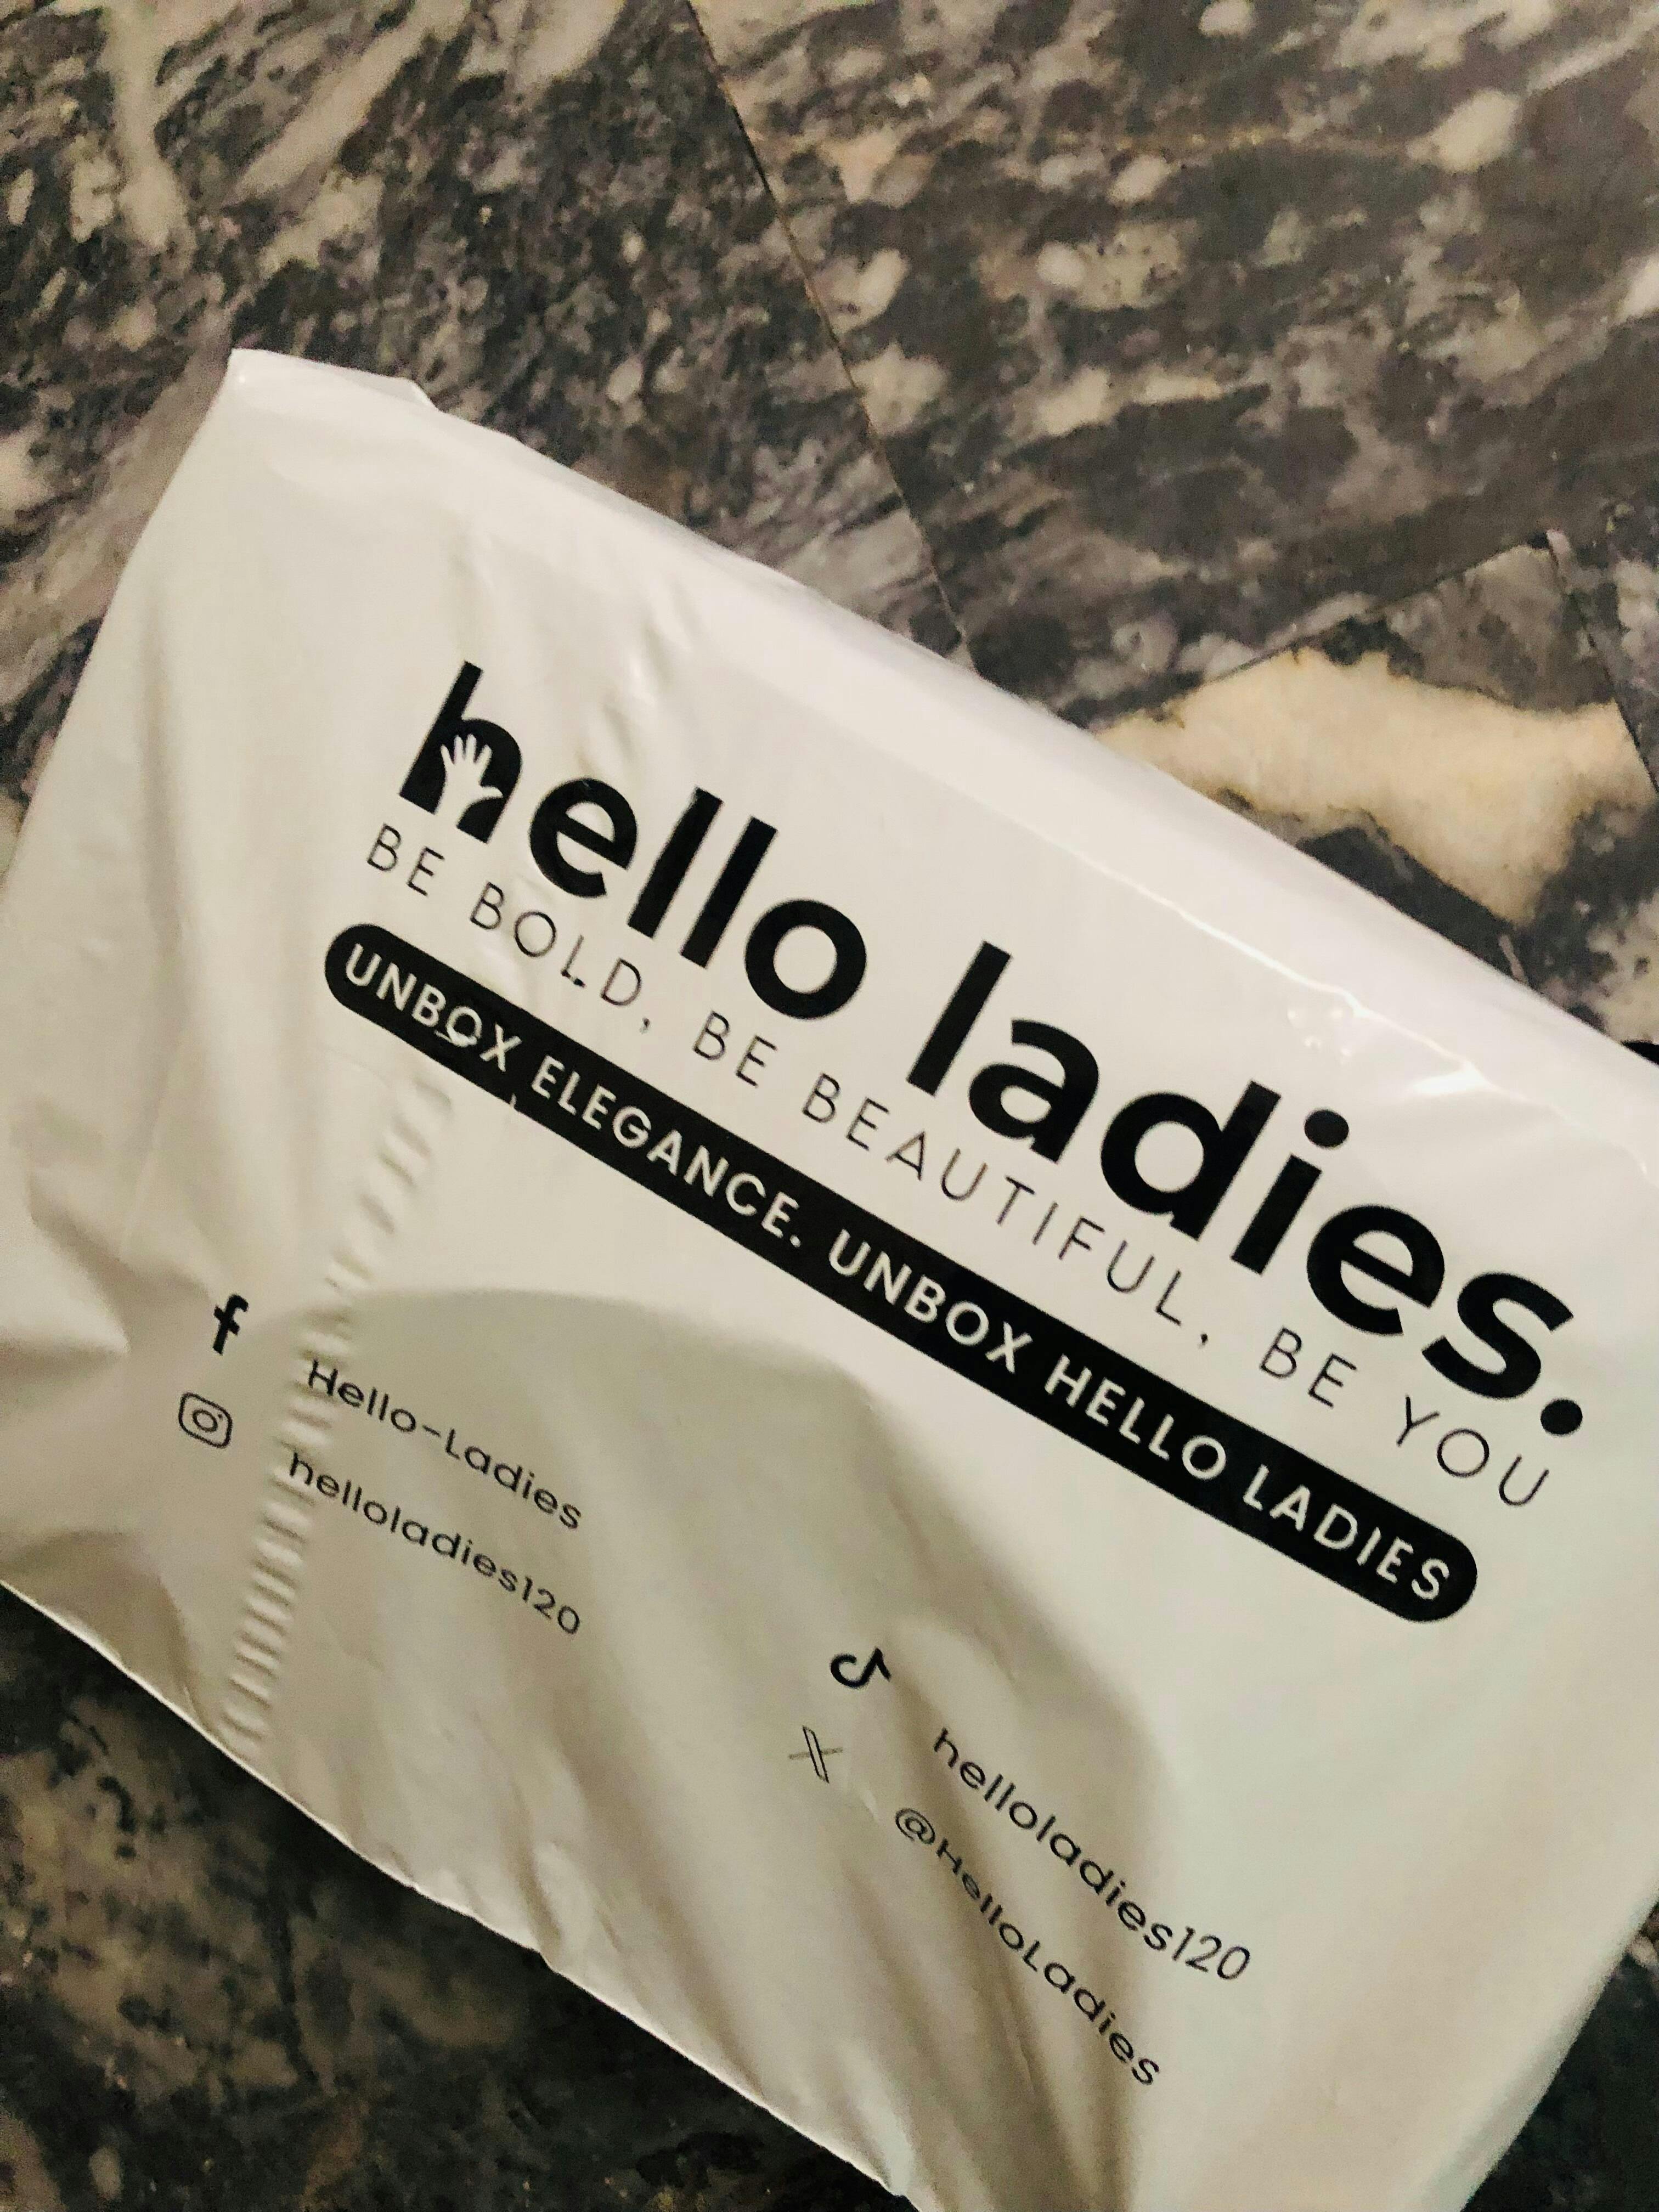 hello ladies.
BE BOLD, BE BEAUTIFUL, BE YOU
UNBOX ELEGANCE. UNBOX HELLO LADIES
Hello-Ladies
helloladies120
helloladies120
@HelloLadies